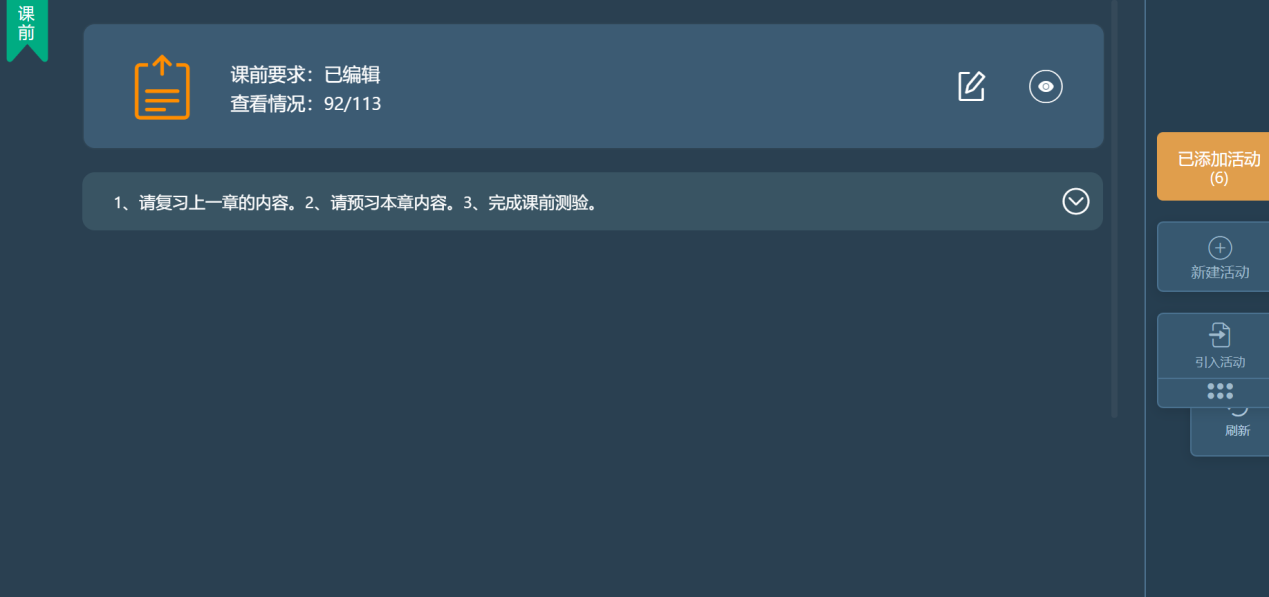 课
前
课前要求：已编辑
查看情况：92/113
1、请复习上一章的内容。2、请预习本章内容。3、完成课前测验。
已添加活动
(6)
新建活动
引入活动
刷新